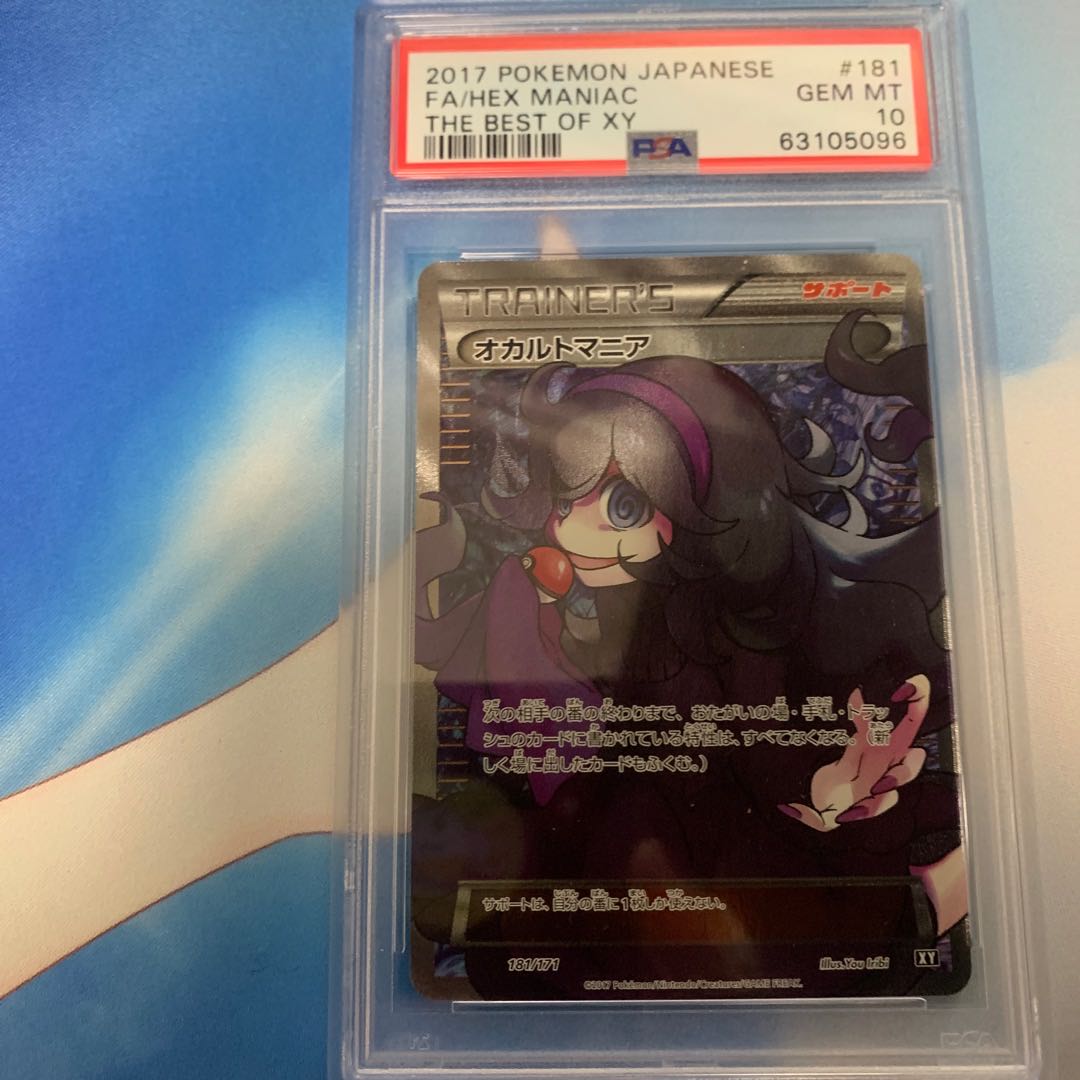 2017 POKEMON JAPANESE #181
FA/HEX MANIAC GEM MT
THE BEST OF XY 10
PSA 63105096
TRAINER'S サポート
オカルトマニア
次の相手の番の終わりまで、おたがいの場・手札・トラッ
シュのカードに書かれている特性は、すべてなくなる。(新
しく場に出したカードもふくむ。)
サポートは、自分の番に1枚しか使えない。
181/171 Illus.You Iribi XY
©2017 Pokémon/Nintendo/Creatures/GAME FREAK.